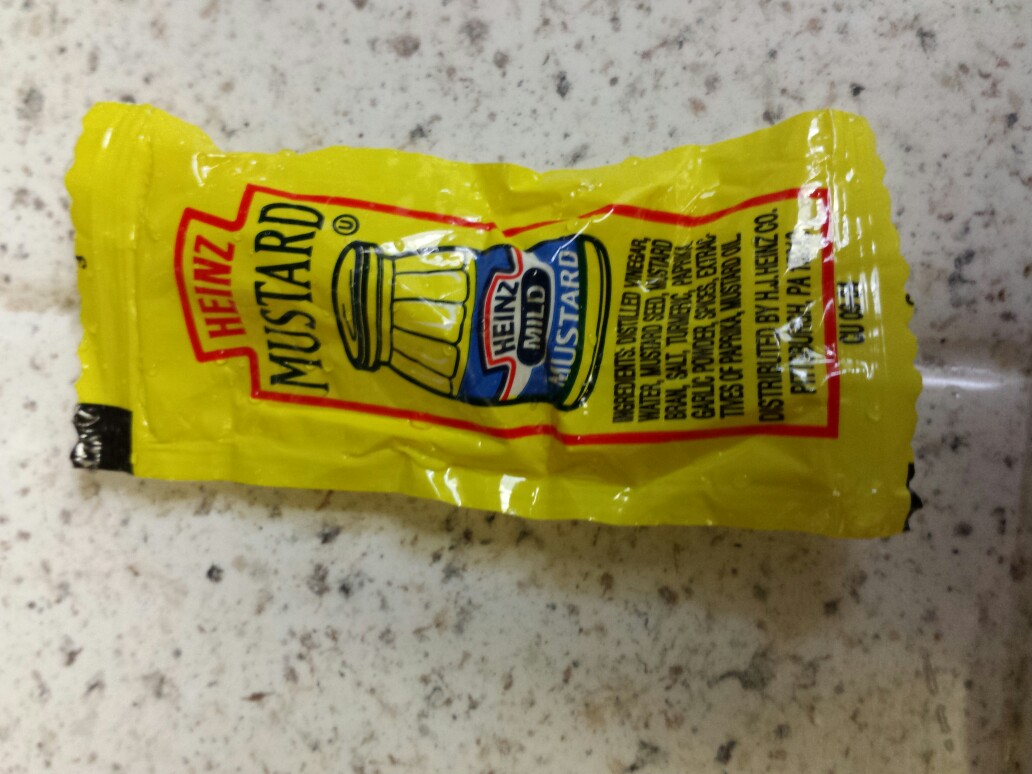 HEINZ
MUSTARD
U
HEINZ
MILD
MUSTARD
INGREDIENTS: DISTILLED VINEGAR,
WATER, MUSTARD SEED, MUSTARD
BRAN, SALT, TURMERIC, PAPRIKA,
GARLIC POWDER, SPICES, EXTRAC-
TIVES OF PAPRIKA, MUSTARD OIL.
DISTRIBUTED BY H.J. HEINZ CO.
PITTSBURGH, PA
CU